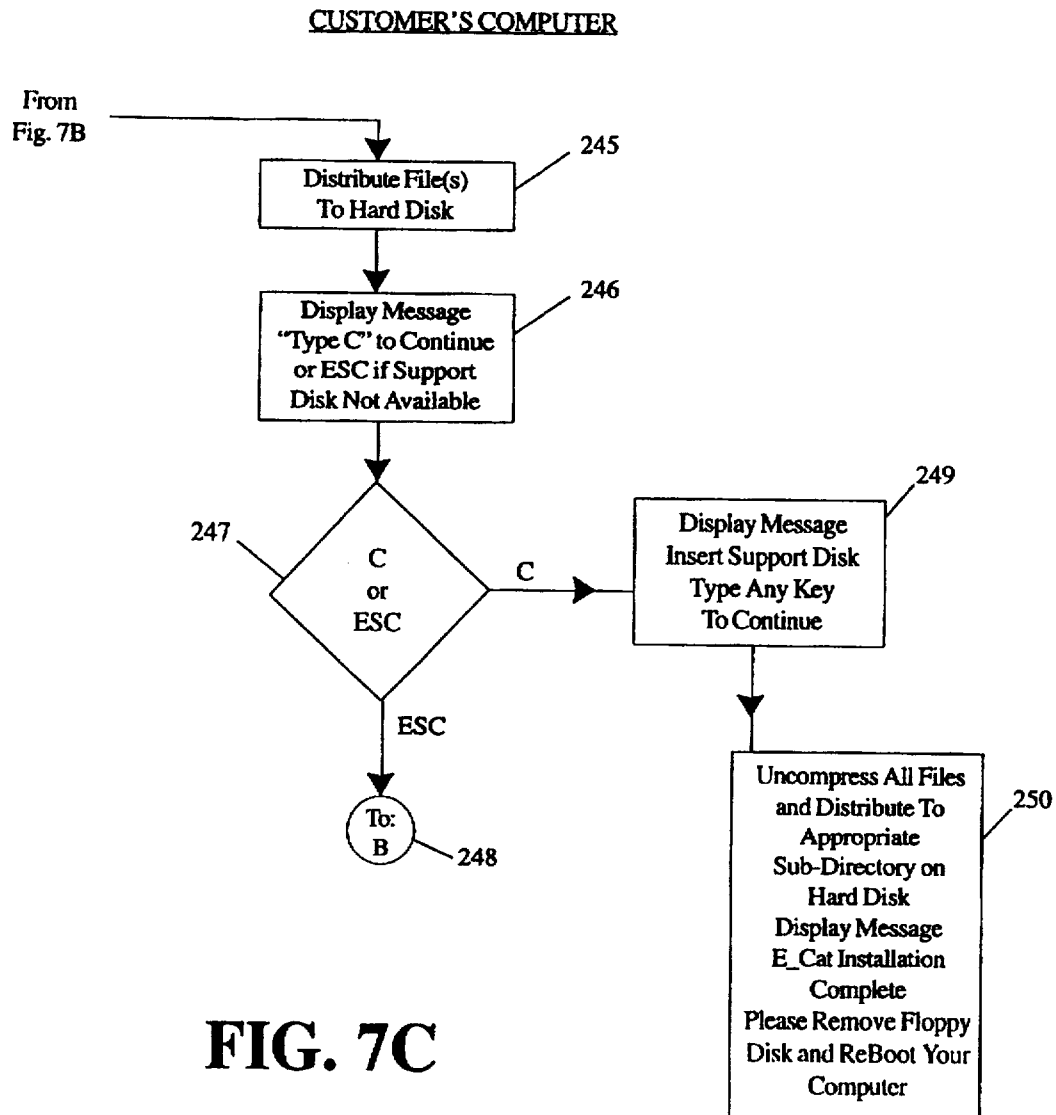 CUSTOMER'S COMPUTER
From
Fig. 7B
245
Distribute File(s)
To Hard Disk
246
Display Message
“Type C” to Continue
or ESC if Support
Disk Not Available
247
C
or
ESC
C
249
Display Message
Insert Support Disk
Type Any Key
To Continue
ESC
To:
B
248
250
Uncompress All Files
and Distribute To
Appropriate
Sub-Directory on
Hard Disk
Display Message
E_Cat Installation
Complete
Please Remove Floppy
Disk and ReBoot Your
Computer
FIG. 7C